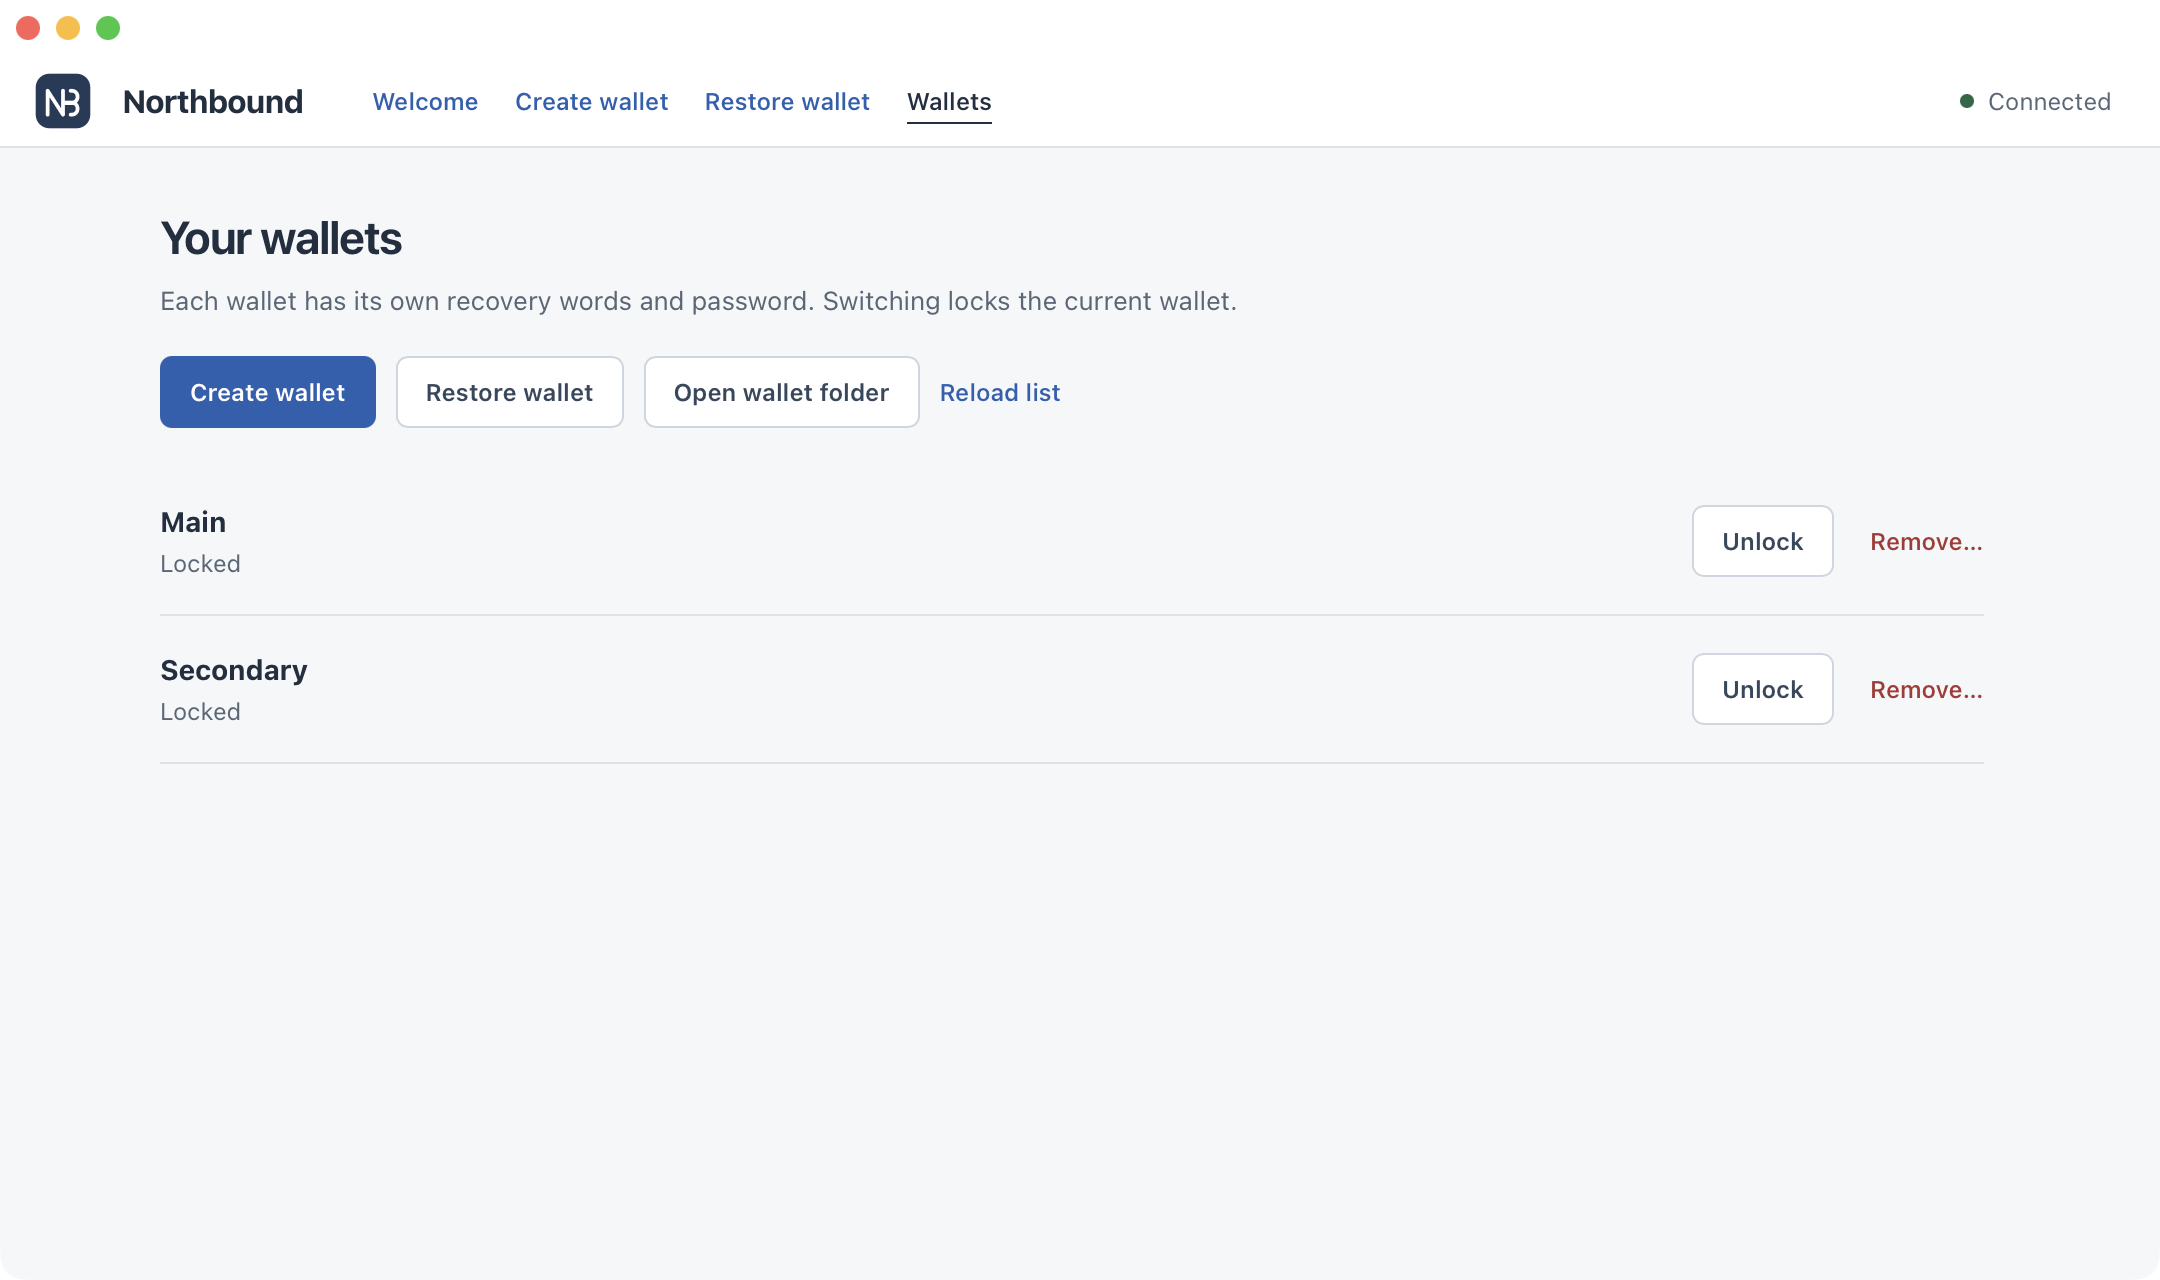 NB
Northbound
Welcome
Create wallet
Restore wallet
Wallets
Connected
Your wallets
Each wallet has its own recovery words and password. Switching locks the current wallet.
Create wallet
Restore wallet
Open wallet folder
Reload list
Main
Locked
Unlock
Remove...
Secondary
Locked
Unlock
Remove...